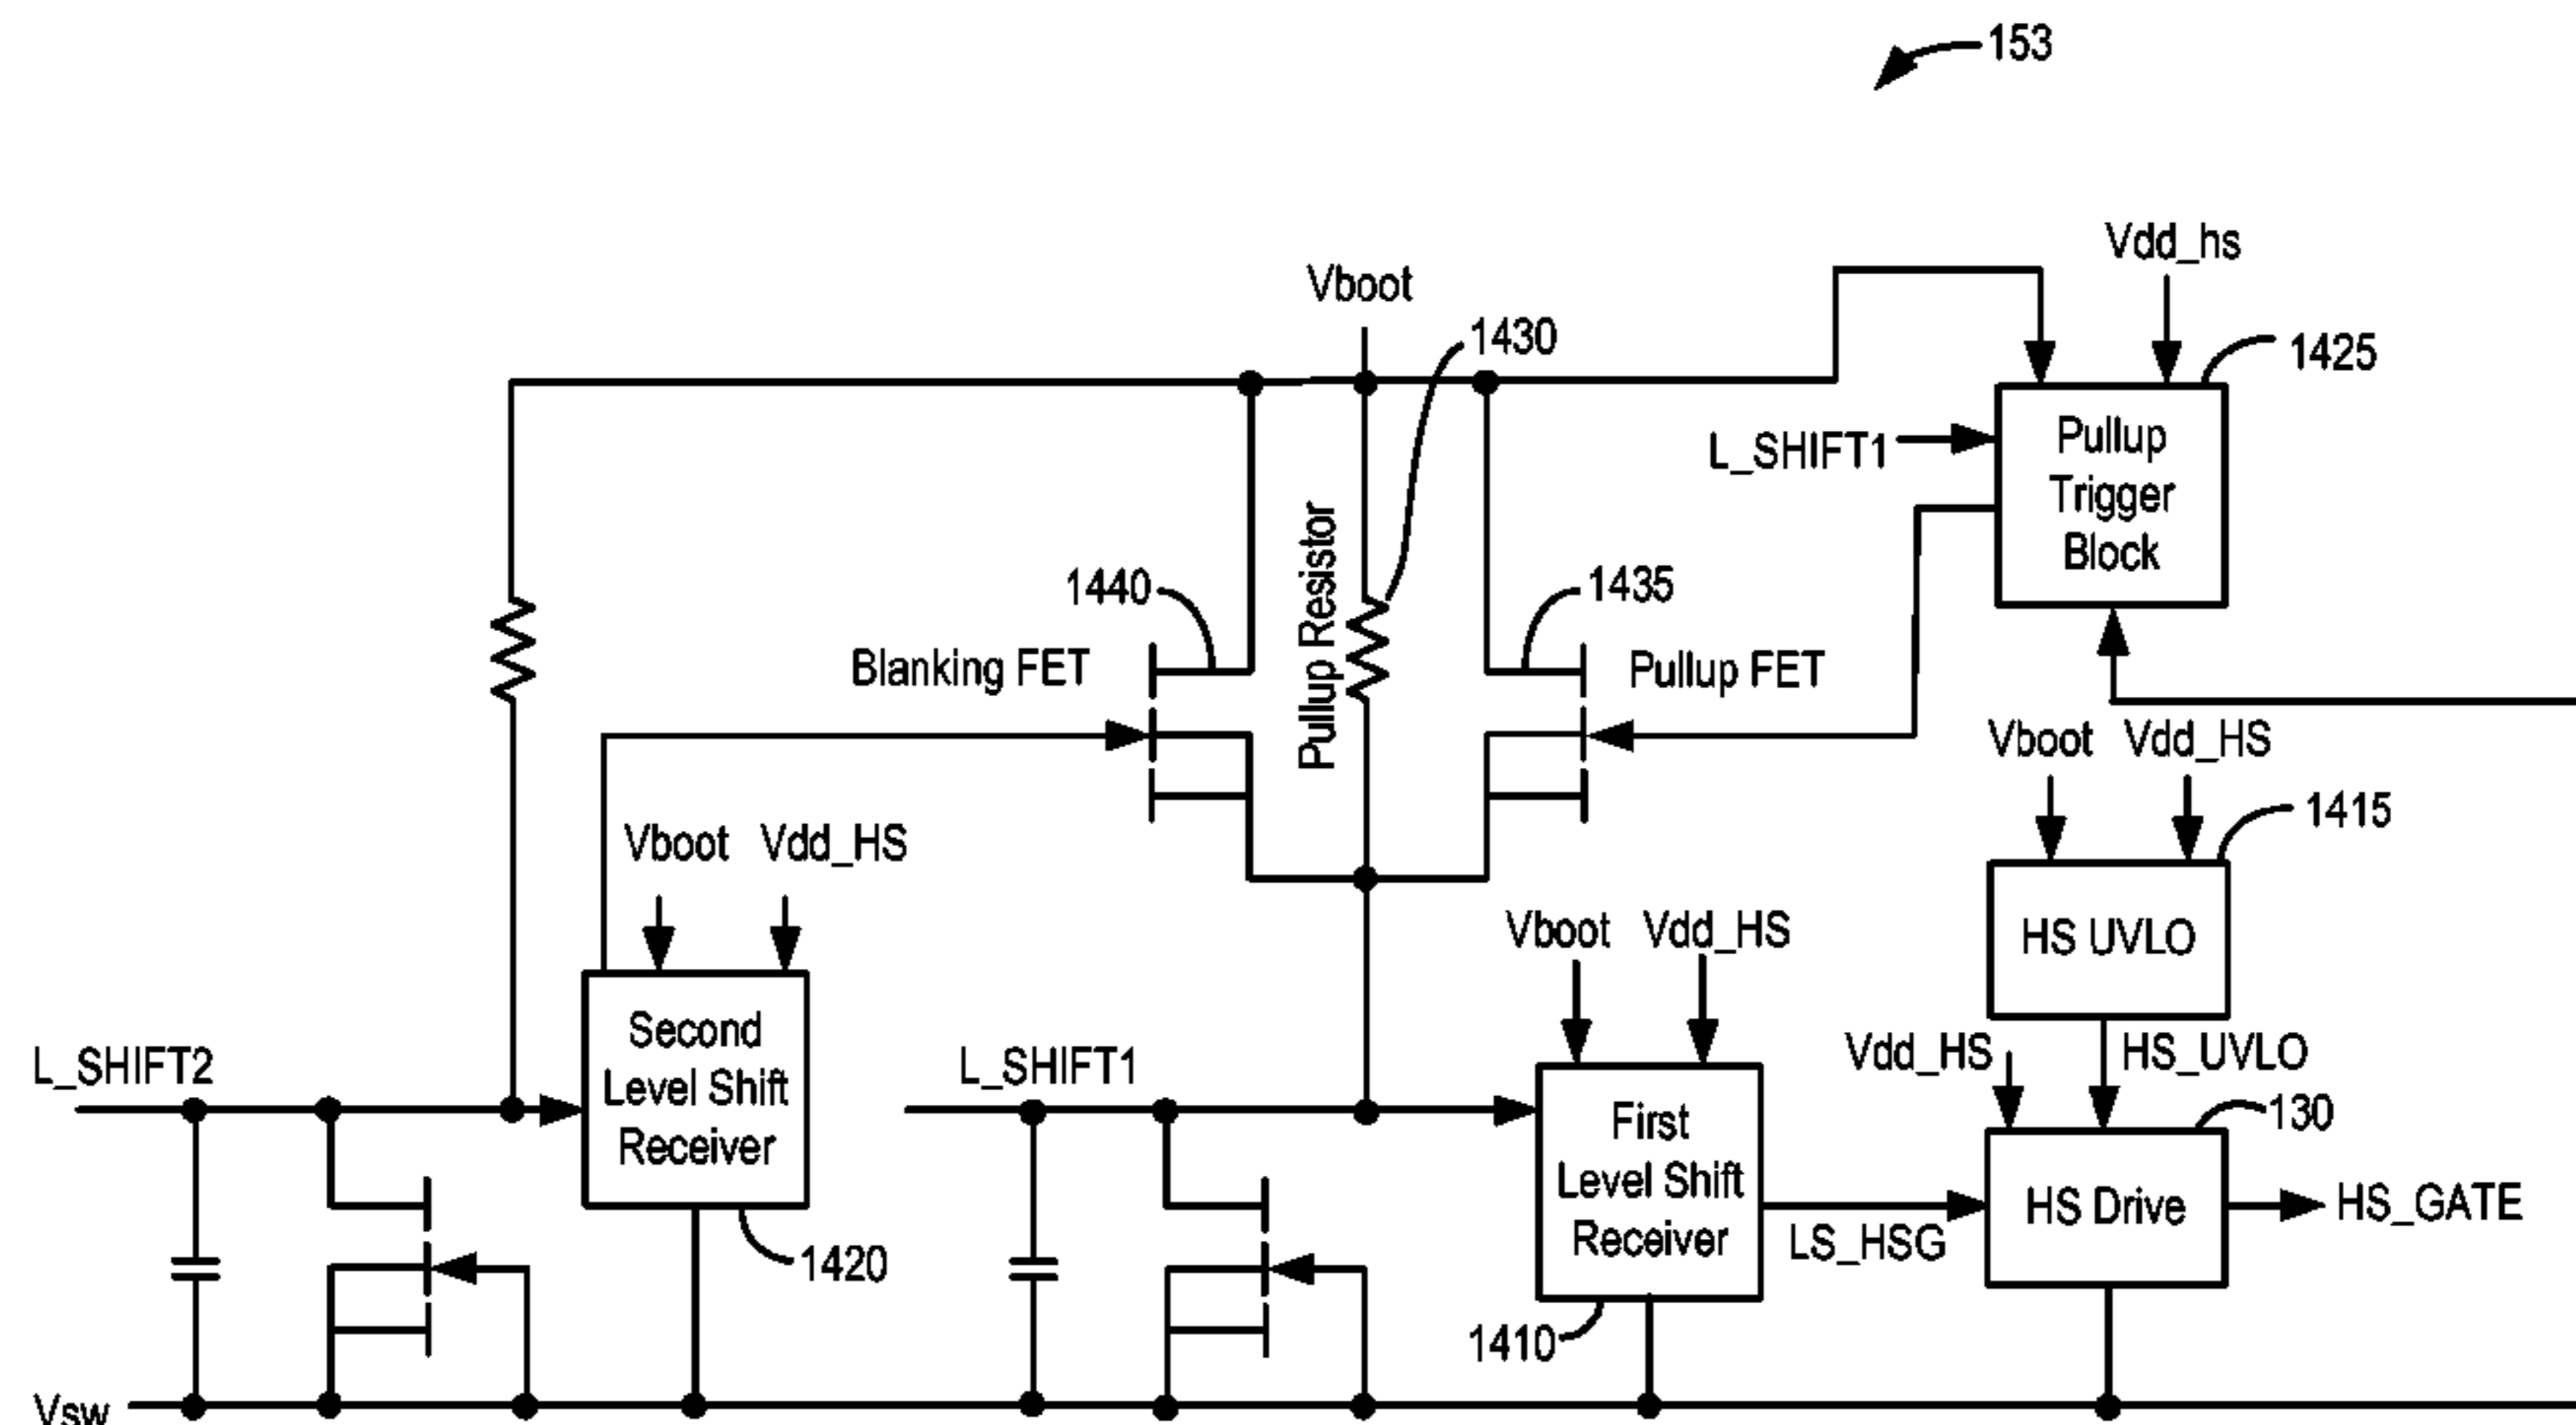 153
Vdd_hs
Vboot
1430
1425
Pullup
Trigger
Block
L_SHIFT1
Pullup Resistor
1440
1435
Blanking FET
Pullup FET
Vboot Vdd_HS
1415
Vboot Vdd_HS
Vboot Vdd_HS
HS UVLO
Second
Level Shift
Receiver
L_SHIFT2
L_SHIFT1
Vdd_HS
HS_UVLO
130
First
Level Shift
Receiver
HS Drive
HS_GATE
LS_HSG
1420
1410
Vsw